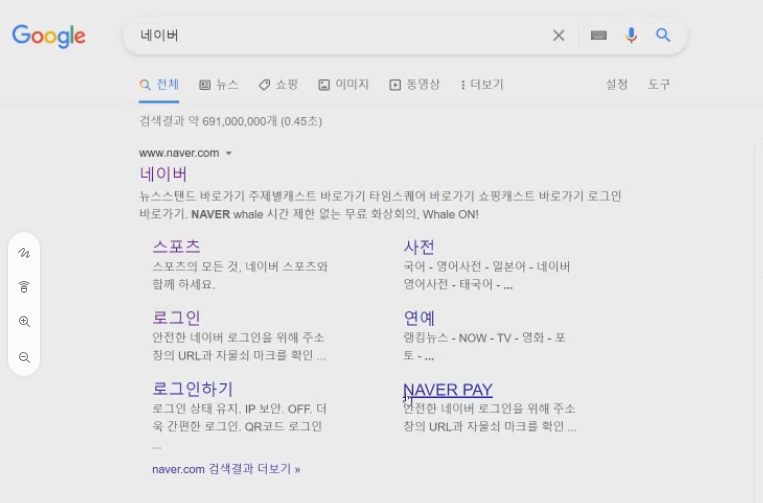 Google
네이버
전체 뉴스 쇼핑 이미지 동영상 더보기 설정 도구
검색결과 약 691,000,000개 (0.45초)
www.naver.com
네이버
뉴스스탠드 바로가기 주제별캐스트 바로가기 타임스퀘어 바로가기 쇼핑캐스트 바로가기 로그인
바로가기. NAVER whale 시간 제한 없는 무료 화상회의, Whale ON!
스포츠
스포츠의 모든 것, 네이버 스포츠와
함께 하세요.
사전
국어 - 영어사전 - 일본어 - 네이버
영어사전 - 태국어 - ...
로그인
안전한 네이버 로그인을 위해 주소
창의 URL과 자물쇠 마크를 확인 ...
연예
랭킹뉴스 - NOW - TV - 영화 - 포
토 - ...
로그인하기
로그인 상태 유지. IP 보안. OFF. 더
욱 간편한 로그인. QR코드 로그인
...
NAVER PAY
안전한 네이버 로그인을 위해 주소
창의 URL과 자물쇠 마크를 확인 ...
naver.com 검색결과 더보기 »